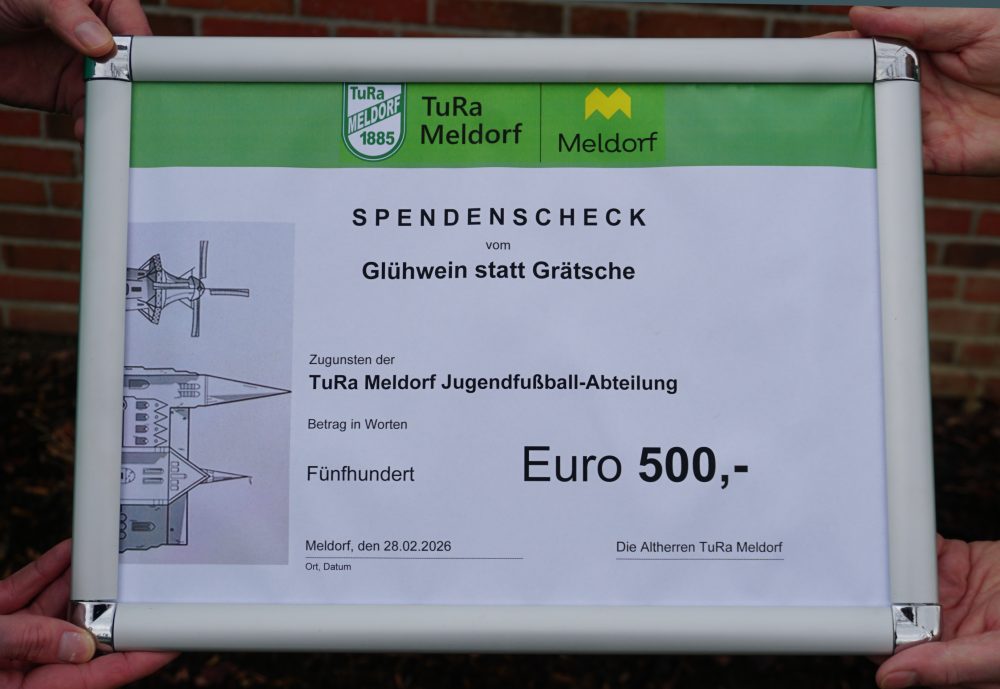 TuRa
MELDORF
1885
TuRa
Meldorf
Meldorf
SPENDENSCHECK
vom
Glühwein statt Grätsche
Zugunsten der
TuRa Meldorf Jugendfußball-Abteilung
Betrag in Worten
Fünfhundert
Euro 500,-
Meldorf, den 28.02.2026
Die Altherren TuRa Meldorf
Ort, Datum